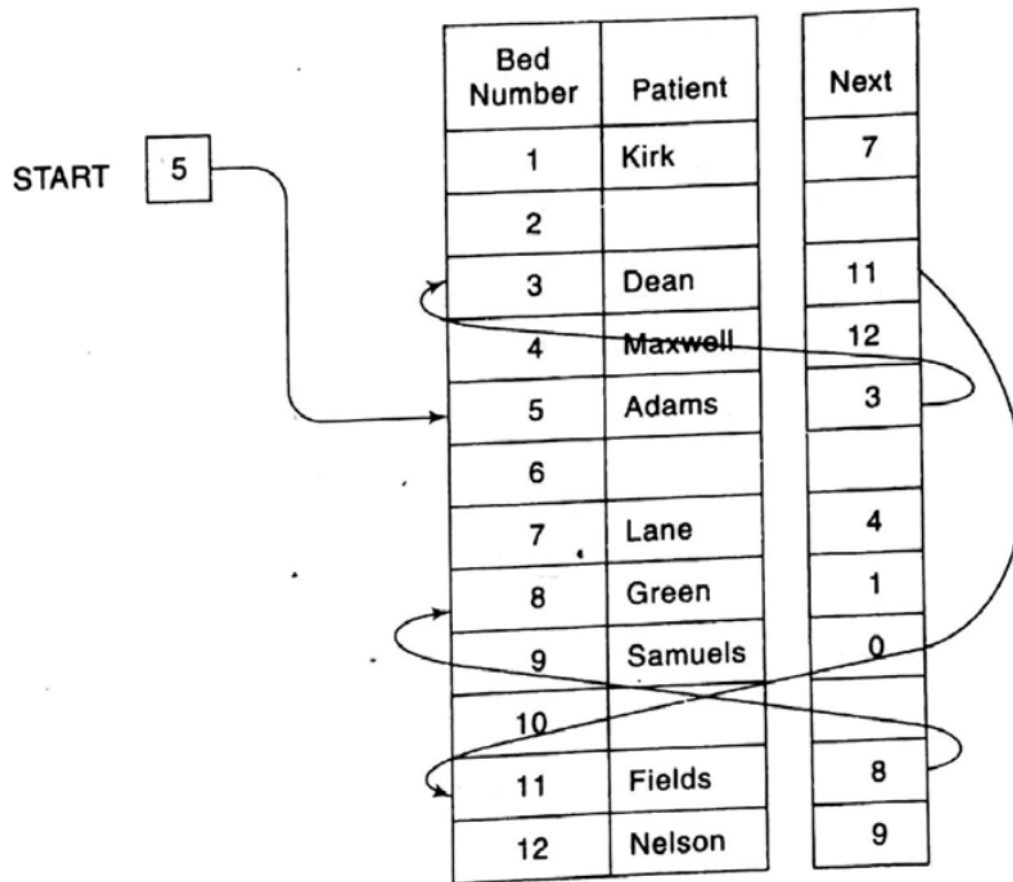 Bed Number Patient Next
START 5
1 Kirk 7
2
3 Dean 11
4 Maxwell 12
5 Adams 3
6
7 Lane 4
8 Green 1
9 Samuels 0
10
11 Fields 8
12 Nelson 9